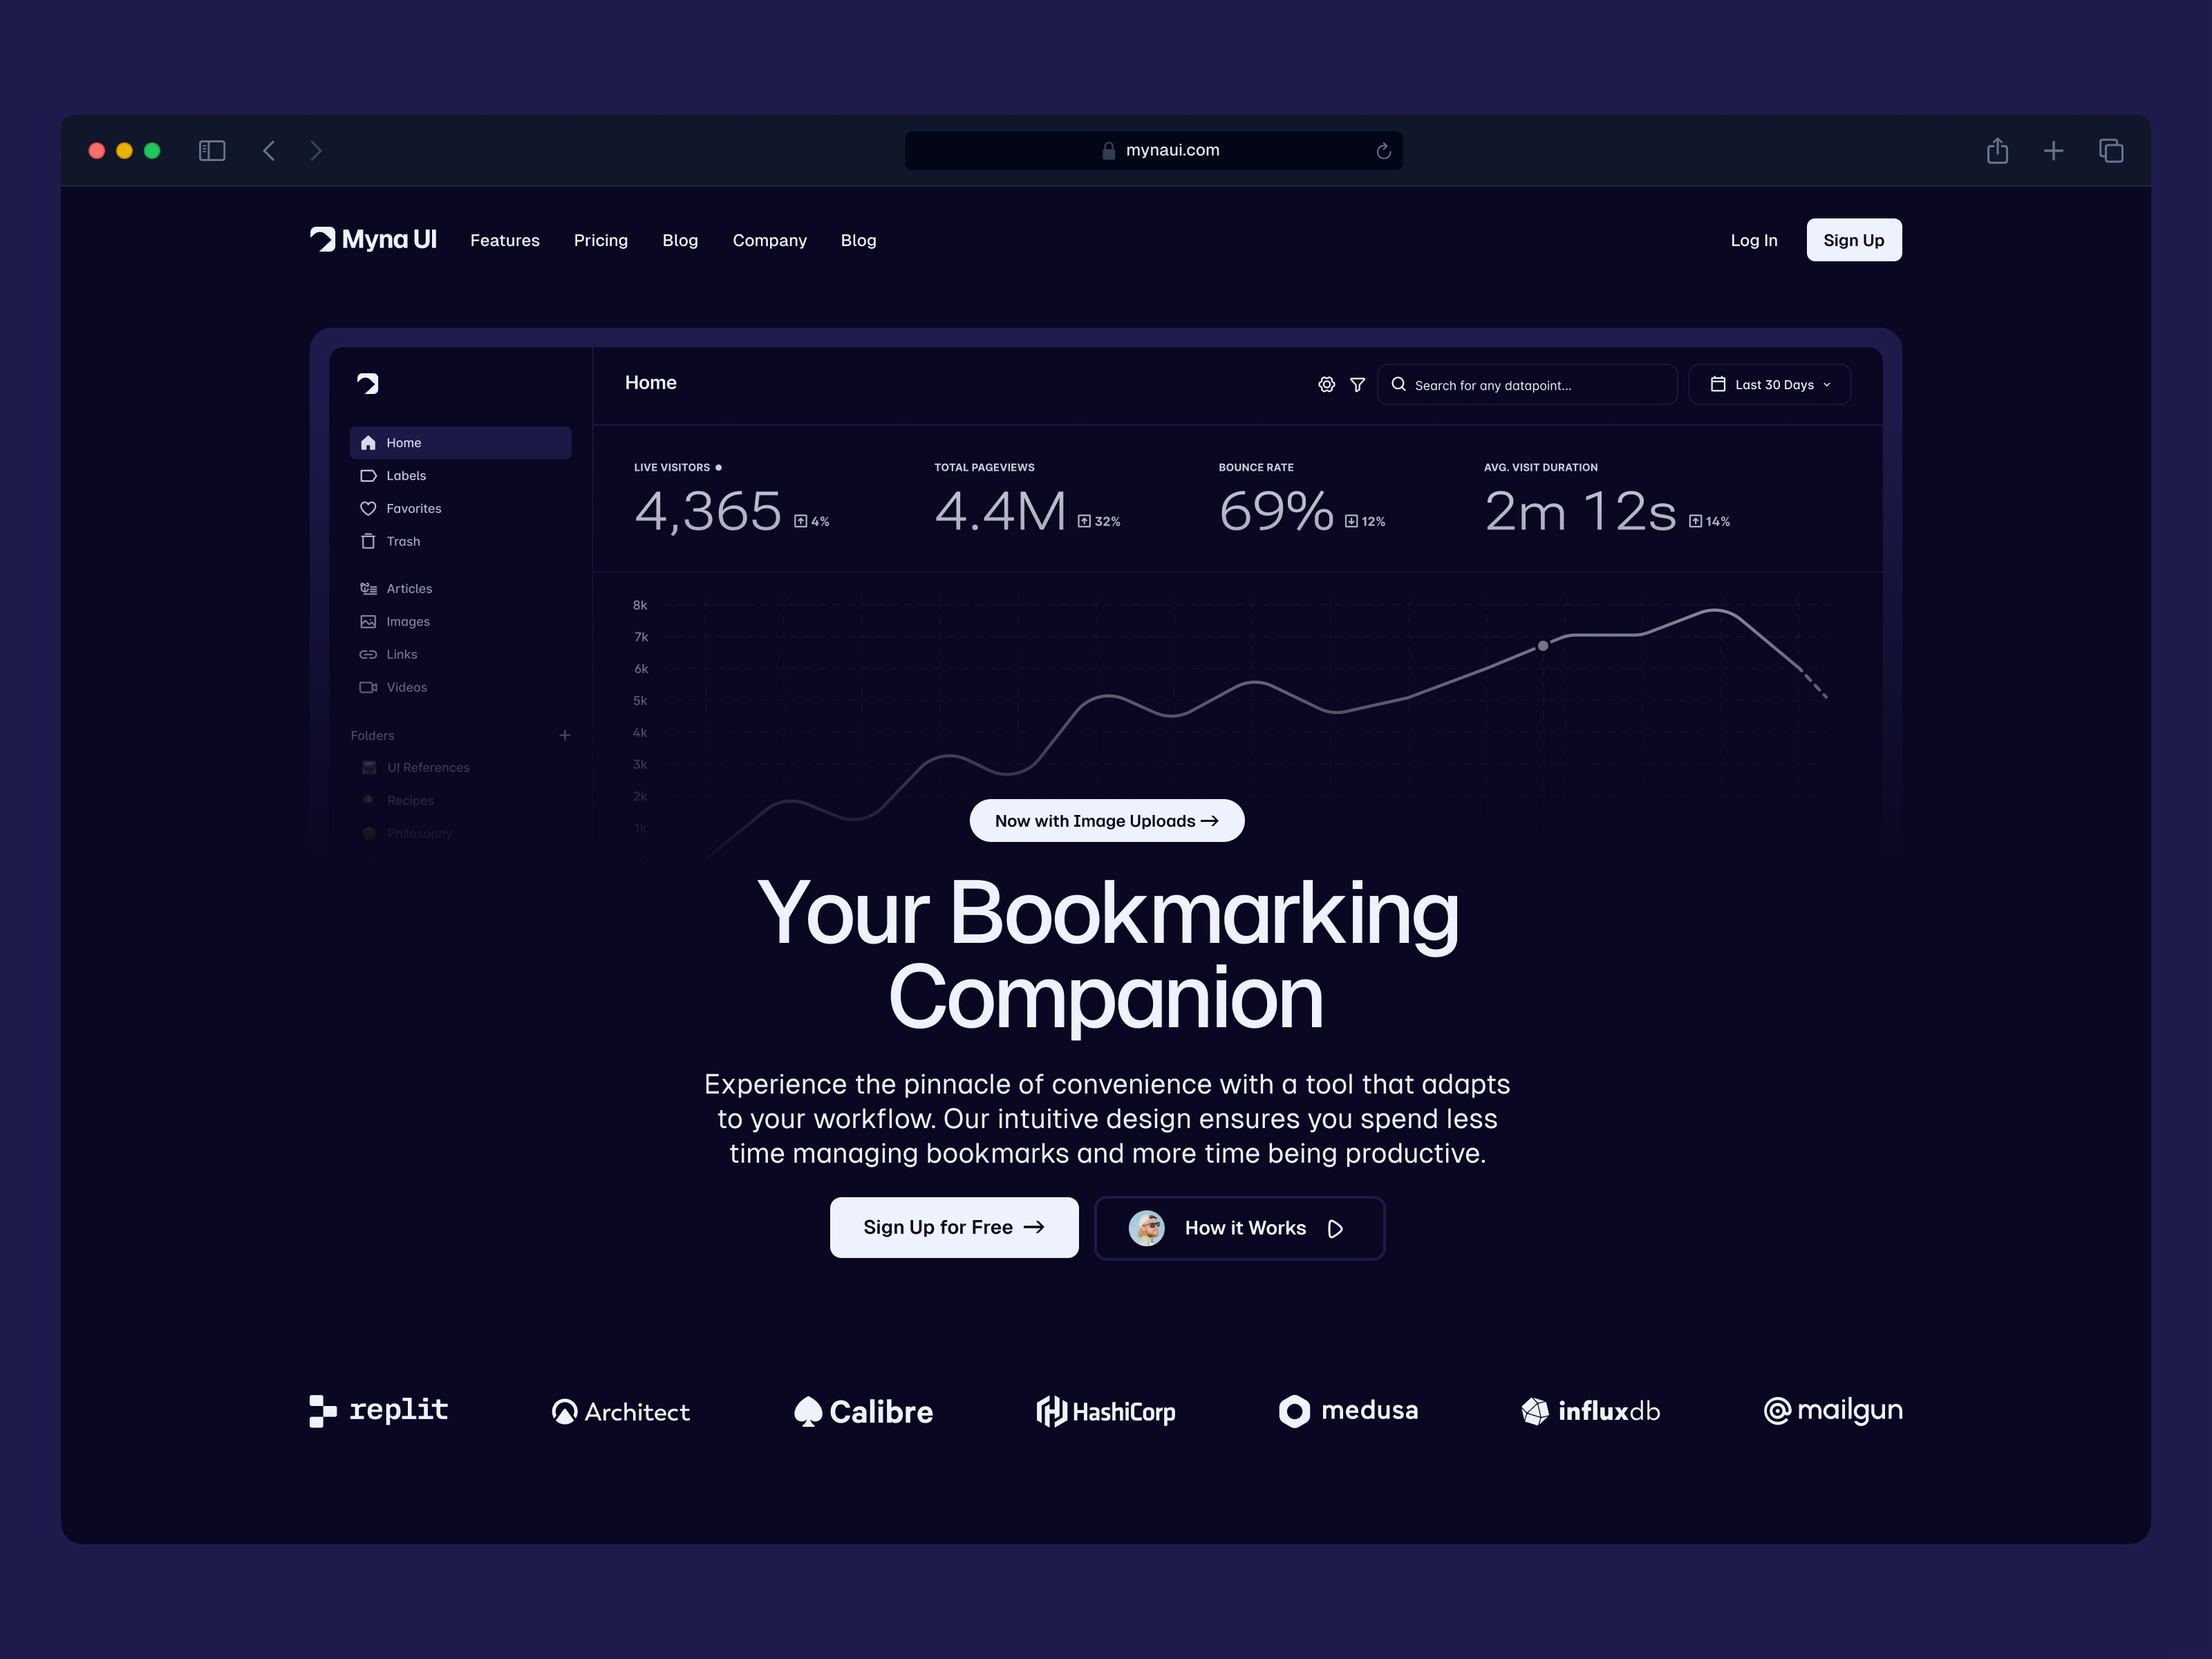 mynaui.com
Myna UI Features Pricing Blog Company Blog Log In Sign Up
Home Search for any datapoint... Last 30 Days
Home
Labels
Favorites
Trash
Articles
Images
Links
Videos
Folders
UI References
Recipes
Philosophy
LIVE VISITORS TOTAL PAGEVIEWS BOUNCE RATE AVG. VISIT DURATION
4,365 4% 4.4M 32% 69% 12% 2m 12s 14%
8k
7k
6k
5k
4k
3k
2k
1k
Now with Image Uploads →
Your Bookmarking
Companion
Experience the pinnacle of convenience with a tool that adapts
to your workflow. Our intuitive design ensures you spend less
time managing bookmarks and more time being productive.
Sign Up for Free → How it Works
replit Architect Calibre HashiCorp medusa influxdb mailgun